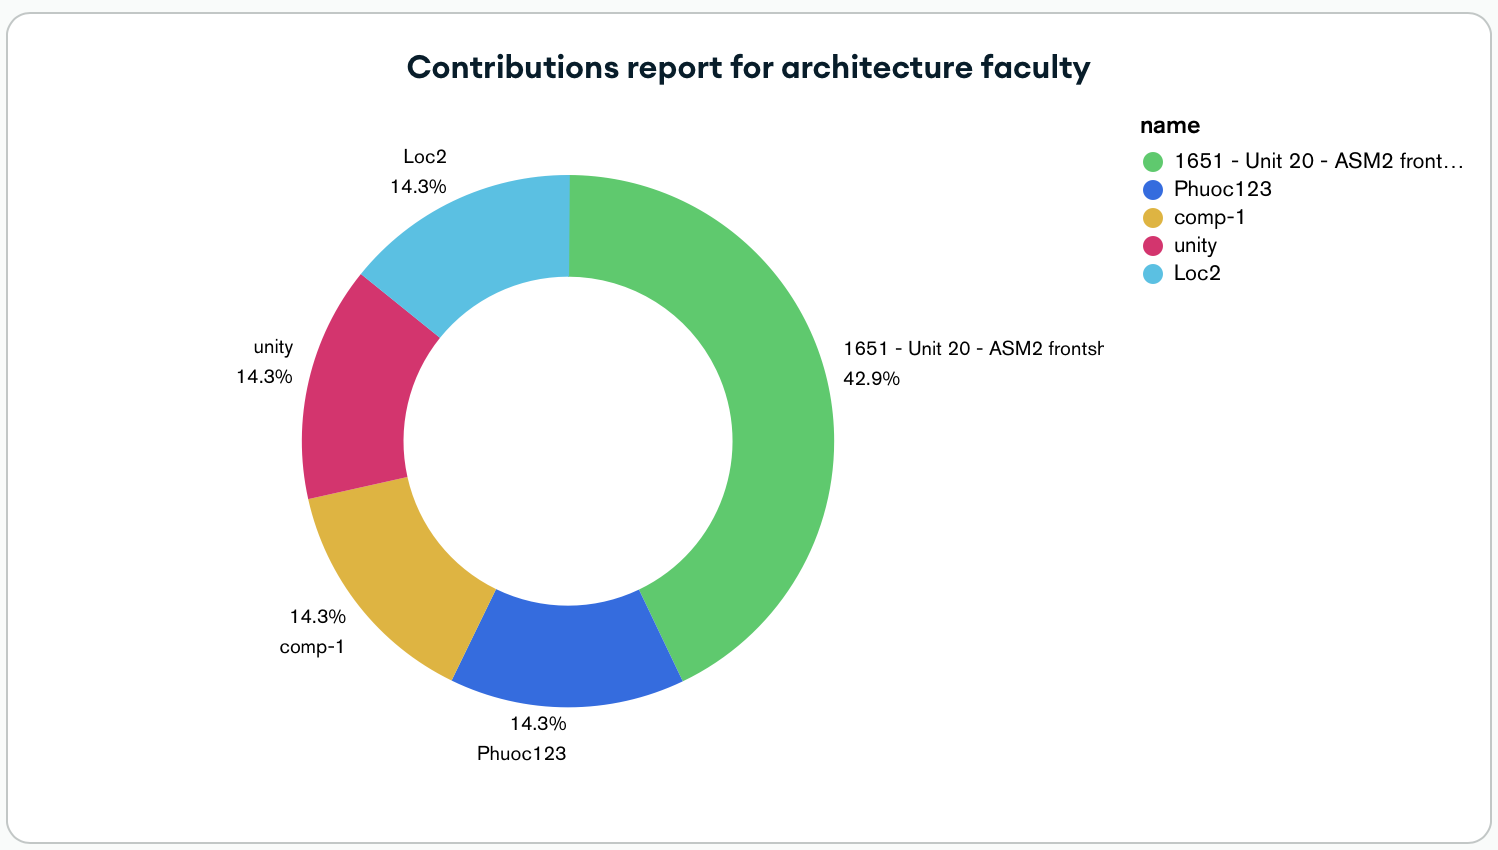 Contributions report for architecture faculty
name
1651 - Unit 20 - ASM2 front...
Phuoc123
comp-1
unity
Loc2
Loc2
14.3%
unity
14.3%
1651 - Unit 20 - ASM2 frontsh
42.9%
14.3%
comp-1
14.3%
Phuoc123